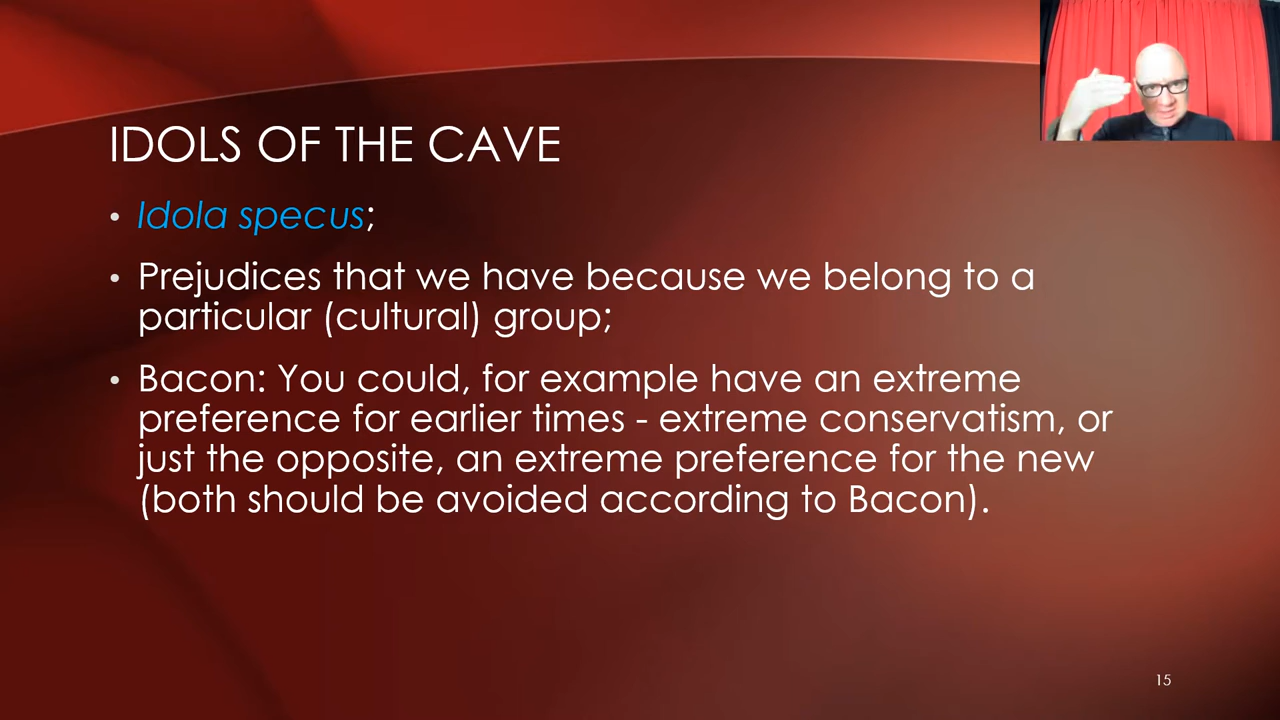 IDOLS OF THE CAVE
• Idola specus;
• Prejudices that we have because we belong to a
particular (cultural) group;
• Bacon: You could, for example have an extreme
preference for earlier times - extreme conservatism, or
just the opposite, an extreme preference for the new
(both should be avoided according to Bacon).
15